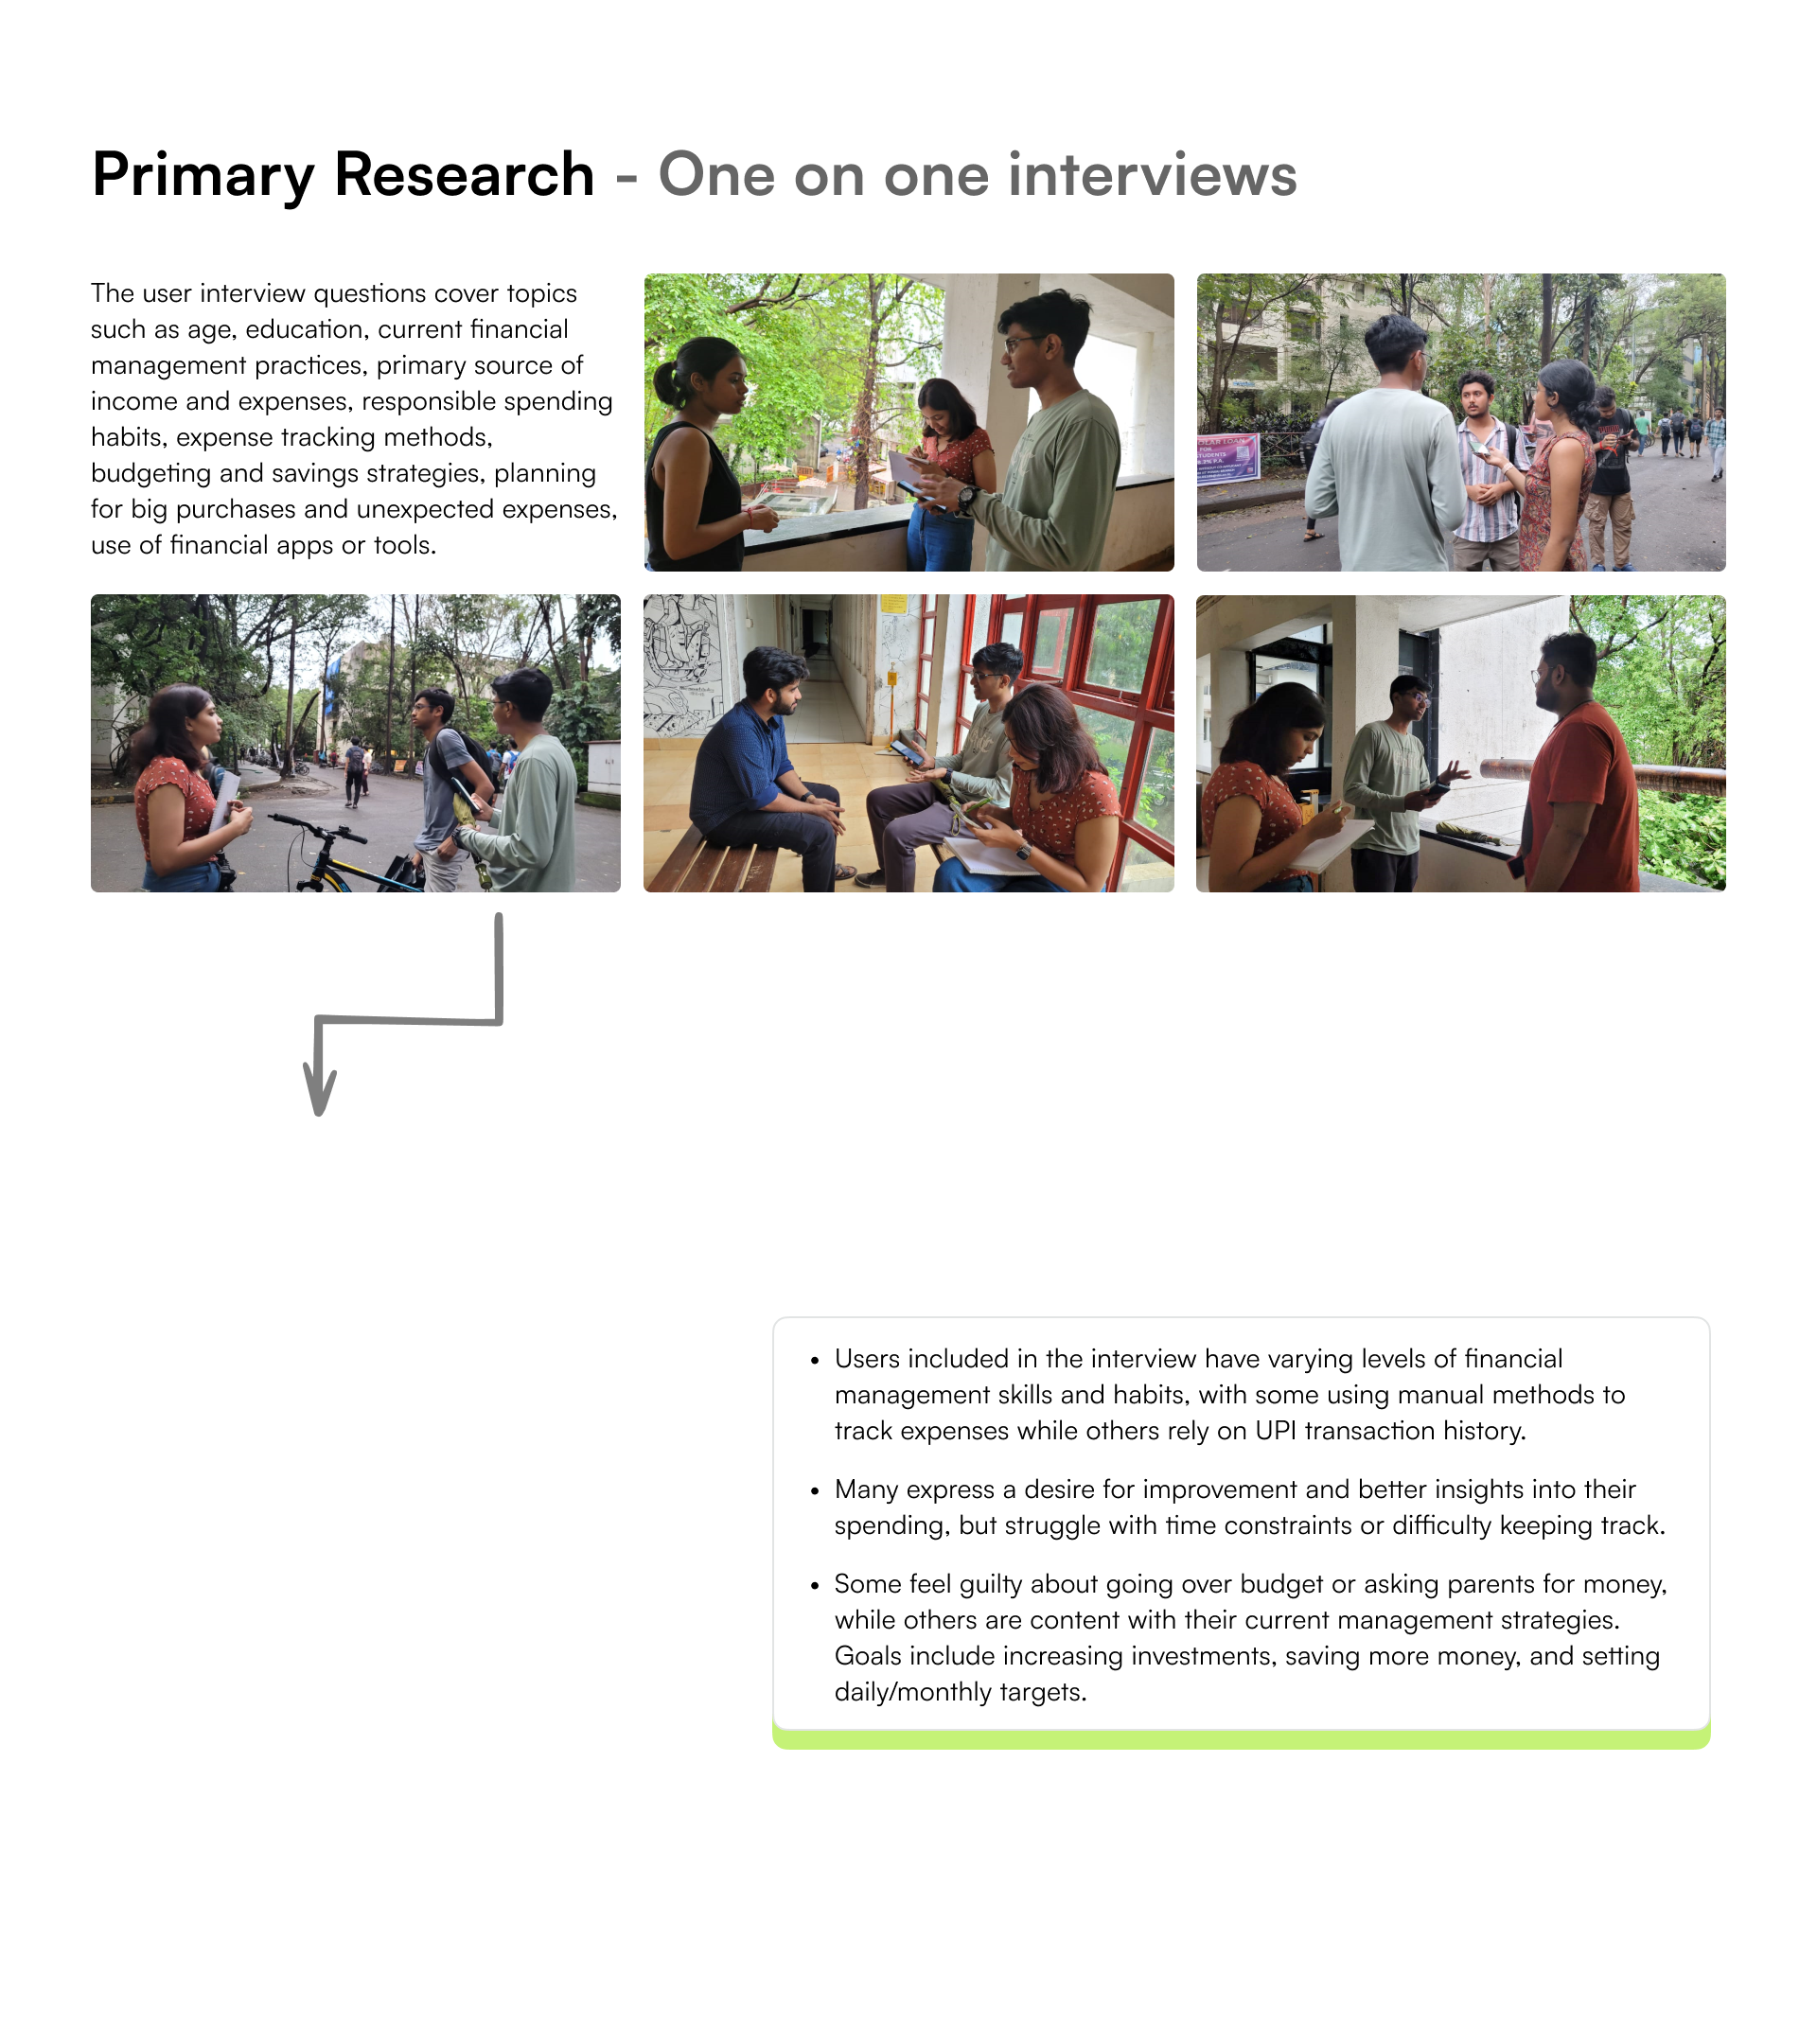 Primary Research - One on one interviews
The user interview questions cover topics
such as age, education, current financial
management practices, primary source of
income and expenses, responsible spending
habits, expense tracking methods,
budgeting and savings strategies, planning
for big purchases and unexpected expenses,
use of financial apps or tools.
LOAN
FOR
• Users included in the interview have varying levels of financial
management skills and habits, with some using manual methods to
track expenses while others rely on UPI transaction history.
• Many express a desire for improvement and better insights into their
spending, but struggle with time constraints or difficulty keeping track.
• Some feel guilty about going over budget or asking parents for money,
while others are content with their current management strategies.
Goals include increasing investments, saving more money, and setting
daily/monthly targets.